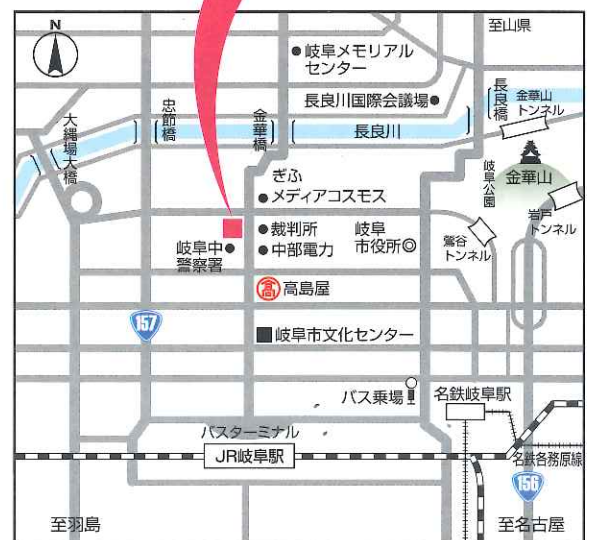 N
至山県
岐阜メモリアル
センター
長良川国際会議場
長良橋
金華山
トンネル
大縄場大橋
忠節橋
金華橋
長良川
岐阜公園
金華山
ぎふ
メディアコスモス
岩戸
トンネル
裁判所
岐阜
市役所
中部電力
鶯谷
トンネル
岐阜中
警察署
高
高島屋
157
岐阜市文化センター
バス乗場
名鉄岐阜駅
バスターミナル
JR岐阜駅
名鉄各務原線
156
至羽島
至名古屋